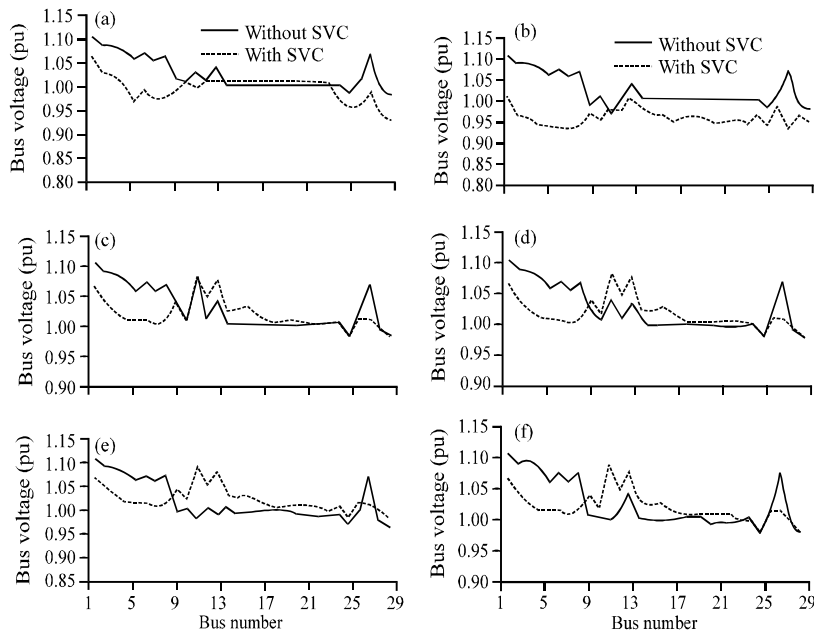 (a)
Without SVC
With SVC
Bus voltage (pu)
1.15
1.10
1.05
1.00
0.95
0.90
0.85
0.80
(b)
Without SVC
With SVC
Bus voltage (pu)
1.15
1.10
1.05
1.00
0.95
0.90
0.85
0.80
(c)
Bus voltage (pu)
1.15
1.10
1.05
1.00
0.95
0.90
(d)
Bus voltage (pu)
1.15
1.10
1.05
1.00
0.95
0.90
(e)
Bus voltage (pu)
1.15
1.10
1.05
1.00
0.95
0.90
0.85
1 5 9 13 17 21 25 29
Bus number
(f)
Bus voltage (pu)
1.15
1.10
1.05
1.00
0.95
0.90
1 5 9 13 17 21 25 29
Bus number